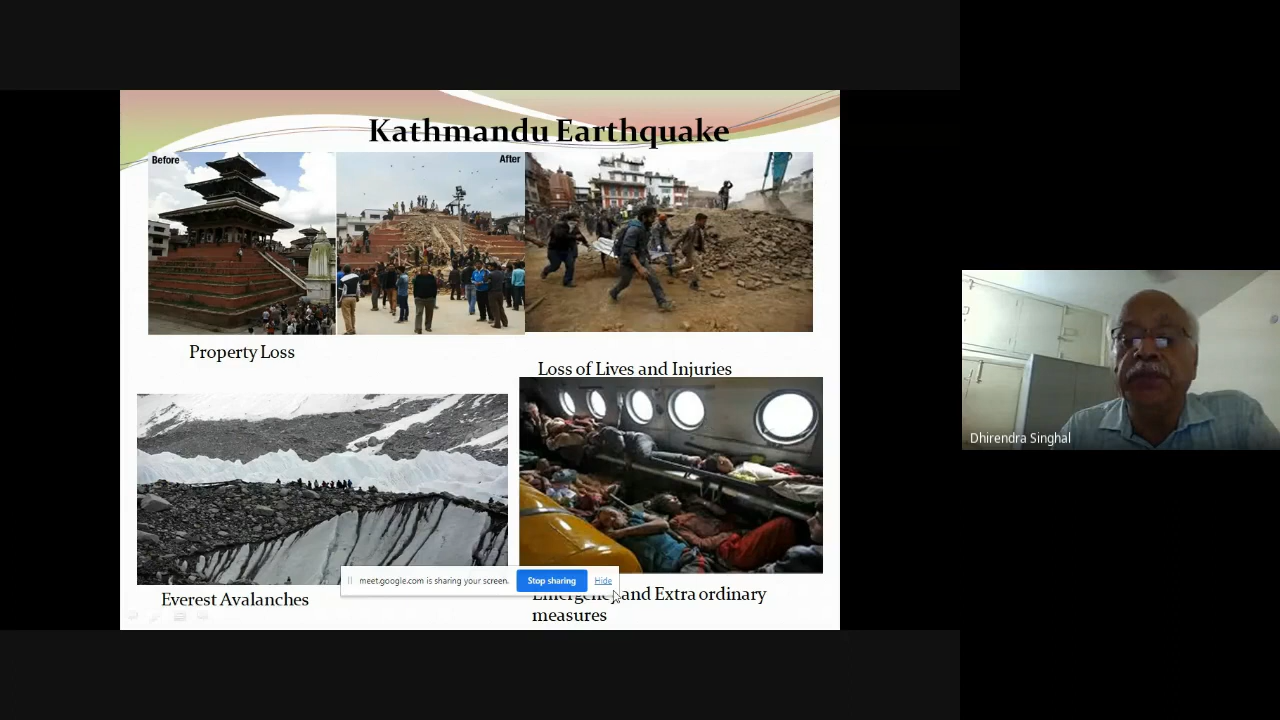 Kathmandu Earthquake
Before
After
Property Loss
Loss of Lives and Injuries
Everest Avalanches
meet.google.com is sharing your screen.
Stop sharing
Hide
Emergency and Extra ordinary
measures
Dhirendra Singhal